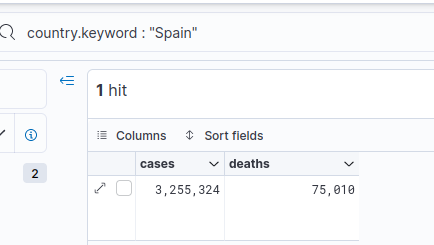 country.keyword : "Spain"
1 hit
Columns Sort fields
2
cases deaths
3,255,324 75,010